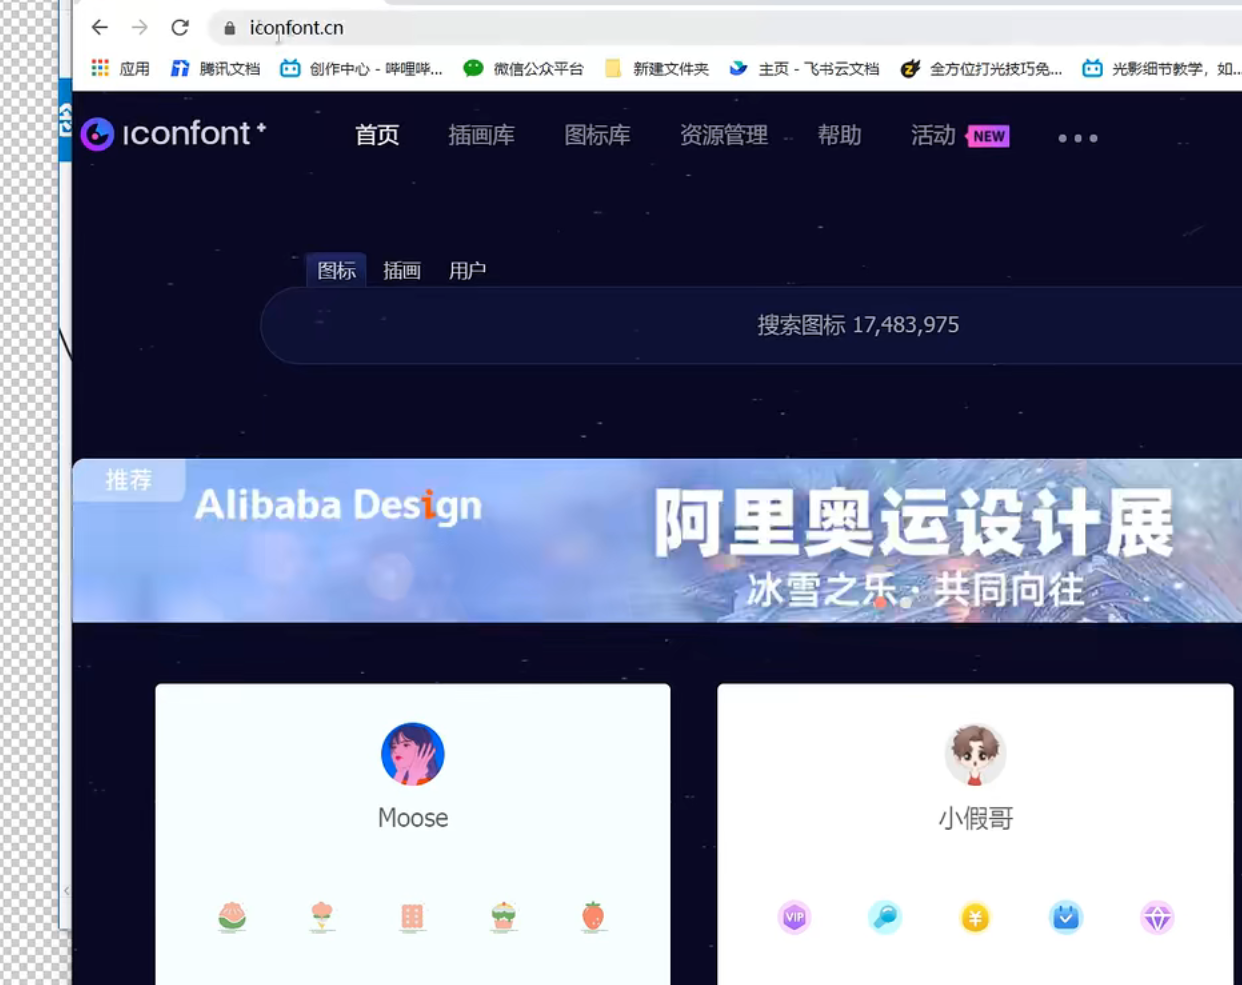 iconfont.cn
应用 腾讯文档 创作中心 - 哔哩哔... 微信公众平台 新建文件夹 主页 - 飞书云文档 全方位打光技巧免... 光影细节教学，如...
iconfont+ 首页 插画库 图标库 资源管理 帮助 活动 NEW
图标 插画 用户
搜索图标 17,483,975
推荐
Alibaba Design 阿里奥运设计展
冰雪之乐·共同向往
Moose 小假哥
VIP ¥